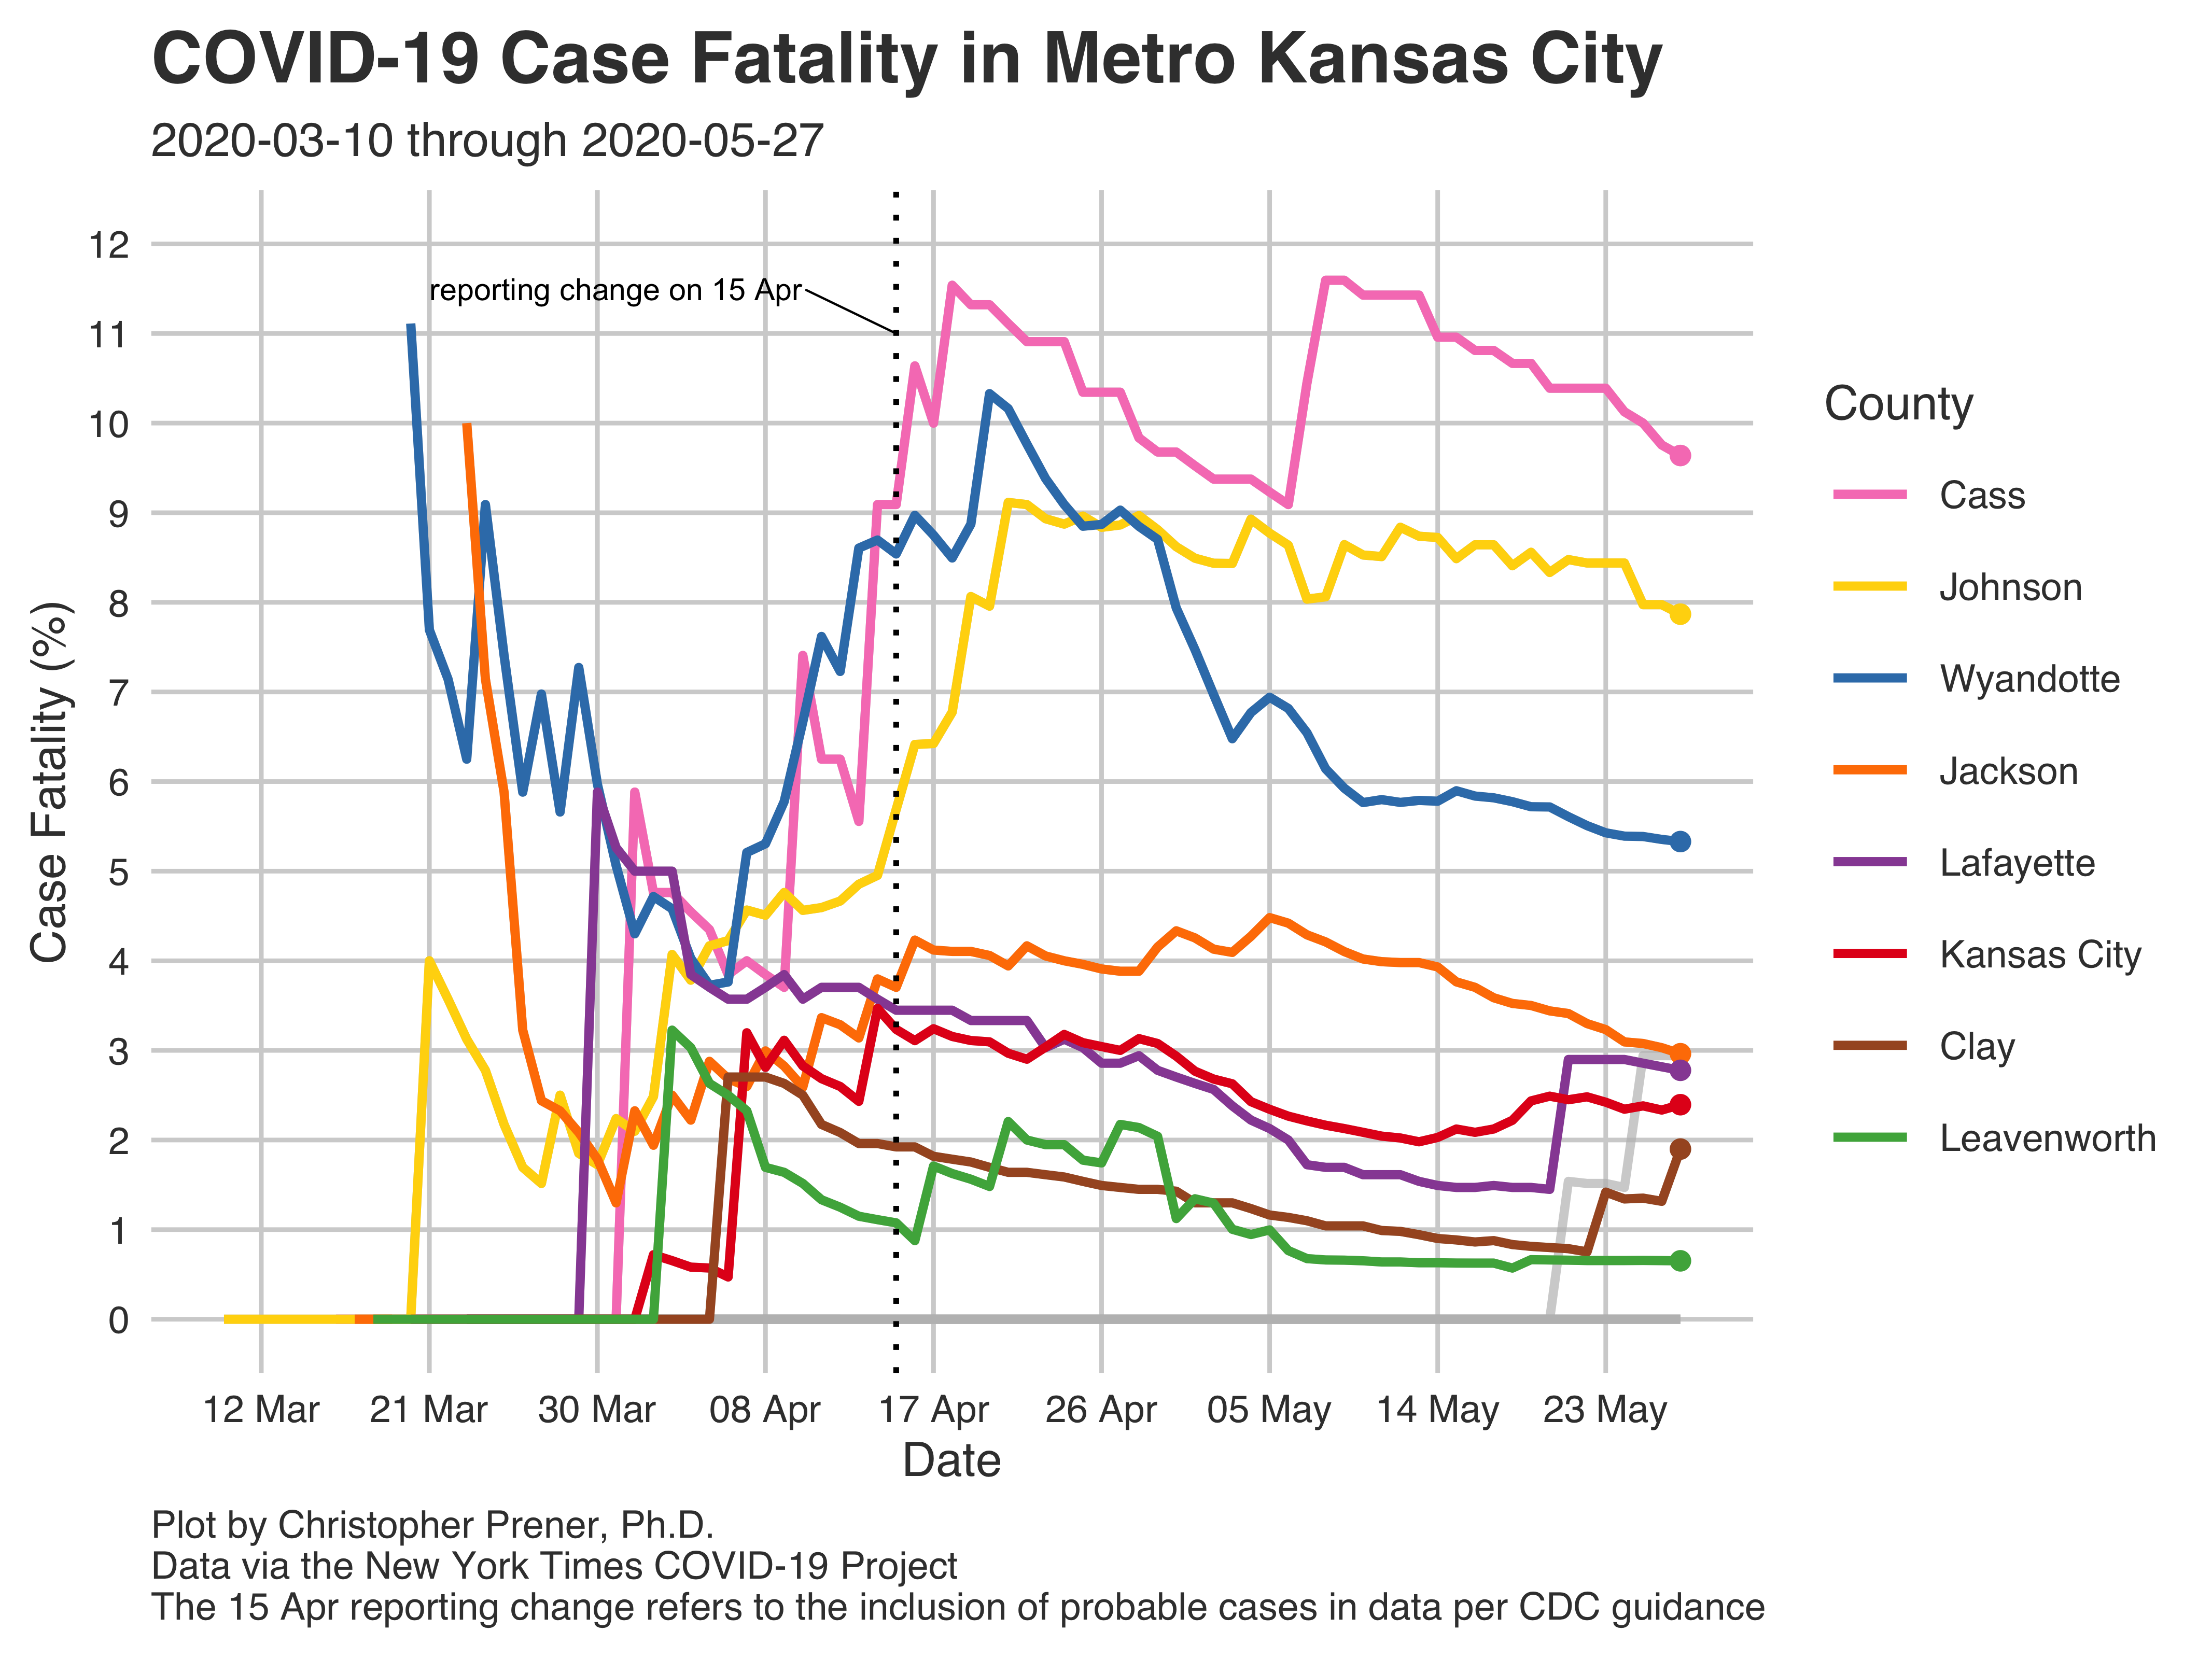 COVID-19 Case Fatality in Metro Kansas City
2020-03-10 through 2020-05-27
Case Fatality (%)
12
11
10
9
8
7
6
5
4
3
2
1
0
reporting change on 15 Apr
12 Mar 21 Mar 30 Mar 08 Apr 17 Apr 26 Apr 05 May 14 May 23 May
Date
County
Cass
Johnson
Wyandotte
Jackson
Lafayette
Kansas City
Clay
Leavenworth
Plot by Christopher Prener, Ph.D.
Data via the New York Times COVID-19 Project
The 15 Apr reporting change refers to the inclusion of probable cases in data per CDC guidance